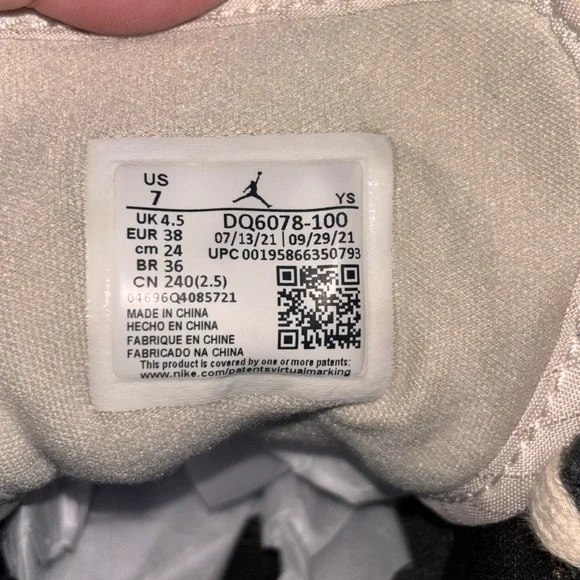 US
7
YS
UK 4.5
EUR 38
cm 24
BR 36
CN 240(2.5)
DQ6078-100
07/13/21 | 09/29/21
UPC 00195866350793
04696Q4085721
MADE IN CHINA
HECHO EN CHINA
FABRIQUE EN CHINE
FABRICADO NA CHINA
This product is covered by one or more patents:
www.nike.com/patentsvirtualmarking